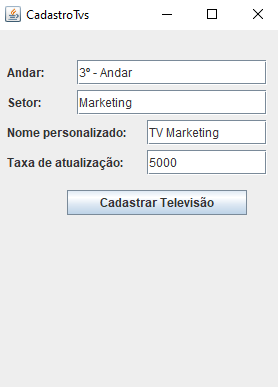 CadastroTvs
Andar: 3º - Andar
Setor: Marketing
Nome personalizado: TV Marketing
Taxa de atualização: 5000
Cadastrar Televisão